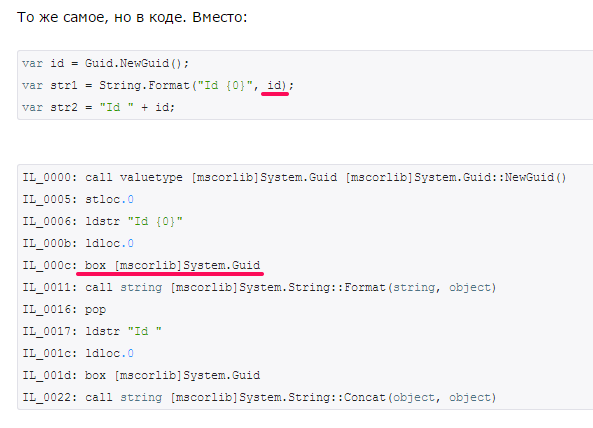 То же самое, но в коде. Вместо:
var id = Guid.NewGuid();
var str1 = String.Format("Id {0}", id);
var str2 = "Id " + id;
IL_0000: call valuetype [mscorlib]System.Guid [mscorlib]System.Guid::NewGuid()
IL_0005: stloc.0
IL_0006: ldstr "Id {0}"
IL_000b: ldloc.0
IL_000c: box [mscorlib]System.Guid
IL_0011: call string [mscorlib]System.String::Format(string, object)
IL_0016: pop
IL_0017: ldstr "Id "
IL_001c: ldloc.0
IL_001d: box [mscorlib]System.Guid
IL_0022: call string [mscorlib]System.String::Concat(object, object)